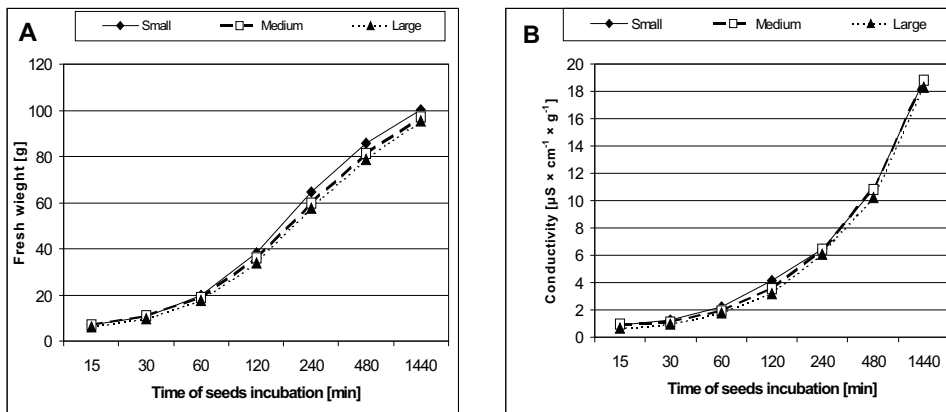 A
Small Medium Large
120
100
80
60
40
20
0
15 30 60 120 240 480 1440
Fresh wieght [g]
Time of seeds incubation [min]
B
Small Medium Large
20
18
16
14
12
10
8
6
4
2
0
15 30 60 120 240 480 1440
Conductivity [µS × cm⁻¹ × g⁻¹]
Time of seeds incubation [min]